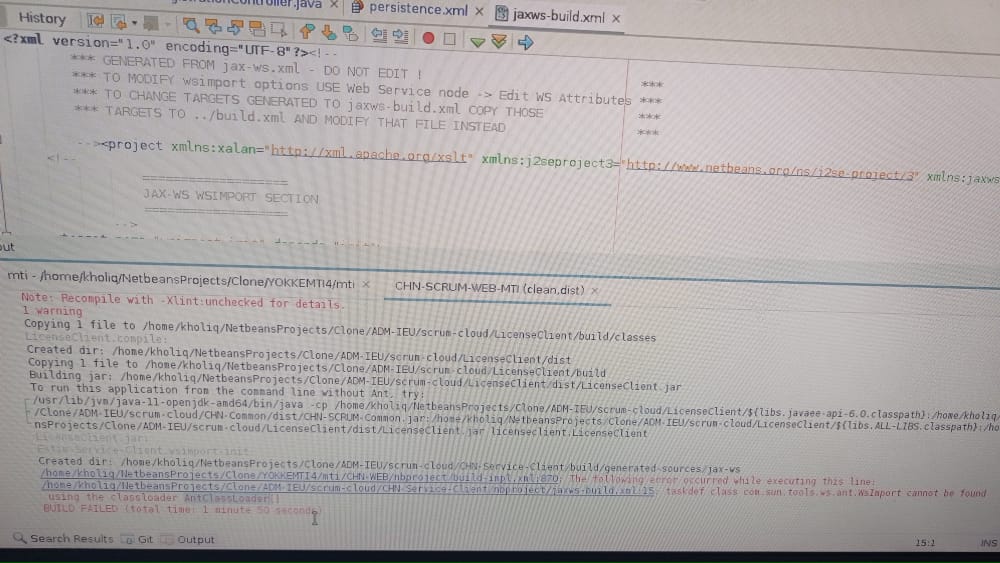 Controller.java × persistence.xml × jaxws-build.xml ×
History
<?xml version="1.0" encoding="UTF-8"?><!--
*** GENERATED FROM jax-ws.xml - DO NOT EDIT ! ***
*** TO MODIFY wsimport options USE Web Service node -> Edit WS Attributes ***
*** TO CHANGE TARGETS GENERATED TO jaxws-build.xml COPY THOSE ***
*** TARGETS TO ../build.xml AND MODIFY THAT FILE INSTEAD ***
--><project xmlns:xalan="http://xml.apache.org/xslt" xmlns:j2seproject3="http://www.netbeans.org/ns/j2se-project/3" xmlns:jaxws
<!--
===================
JAX-WS WSIMPORT SECTION
===================
-->
out
mti - /home/kholiq/NetbeansProjects/Clone/YOKKEMTI4/mti × CHN-SCRUM-WEB-MTI (clean,dist) ×
Note: Recompile with -Xlint:unchecked for details.
1 warning
Copying 1 file to /home/kholiq/NetbeansProjects/Clone/ADM-IEU/scrum-cloud/LicenseClient/build/classes
LicenseClient.compile:
Created dir: /home/kholiq/NetbeansProjects/Clone/ADM-IEU/scrum-cloud/LicenseClient/dist
Copying 1 file to /home/kholiq/NetbeansProjects/Clone/ADM-IEU/scrum-cloud/LicenseClient/build
Building jar: /home/kholiq/NetbeansProjects/Clone/ADM-IEU/scrum-cloud/LicenseClient/dist/LicenseClient.jar
To run this application from the command line without Ant, try:
/usr/lib/jvm/java-11-openjdk-amd64/bin/java -cp /home/kholiq/NetbeansProjects/Clone/ADM-IEU/scrum-cloud/LicenseClient/${libs.javaee-api-6.0.classpath}:/home/kholiq/
/Clone/ADM-IEU/scrum-cloud/CHN-Common/dist/CHN-SCRUM-Common.jar:/home/kholiq/NetbeansProjects/Clone/ADM-IEU/scrum-cloud/LicenseClient/${libs.ALL-LIBS.classpath}:/ho
nsProjects/Clone/ADM-IEU/scrum-cloud/LicenseClient/dist/LicenseClient.jar licenseclient.LicenseClient
LicenseClient.jar:
-Service-Client.wsimport-init:
Created dir: /home/kholiq/NetbeansProjects/Clone/ADM-IEU/scrum-cloud/CHN-Service-Client/build/generated-sources/jax-ws
/home/kholiq/NetbeansProjects/Clone/YOKKEMTI4/mti/CHN-WEB/nbproject/build-impl.xml:870: The following error occurred while executing this line:
/home/kholiq/NetbeansProjects/Clone/ADM-IEU/scrum-cloud/CHN-Service-Client/nbproject/jaxws-build.xml:15: taskdef class com.sun.tools.ws.ant.WsImport cannot be found
using the classloader AntClassLoader[]
BUILD FAILED (total time: 1 minute 50 seconds)
Search Results Git Output 15:1 INS